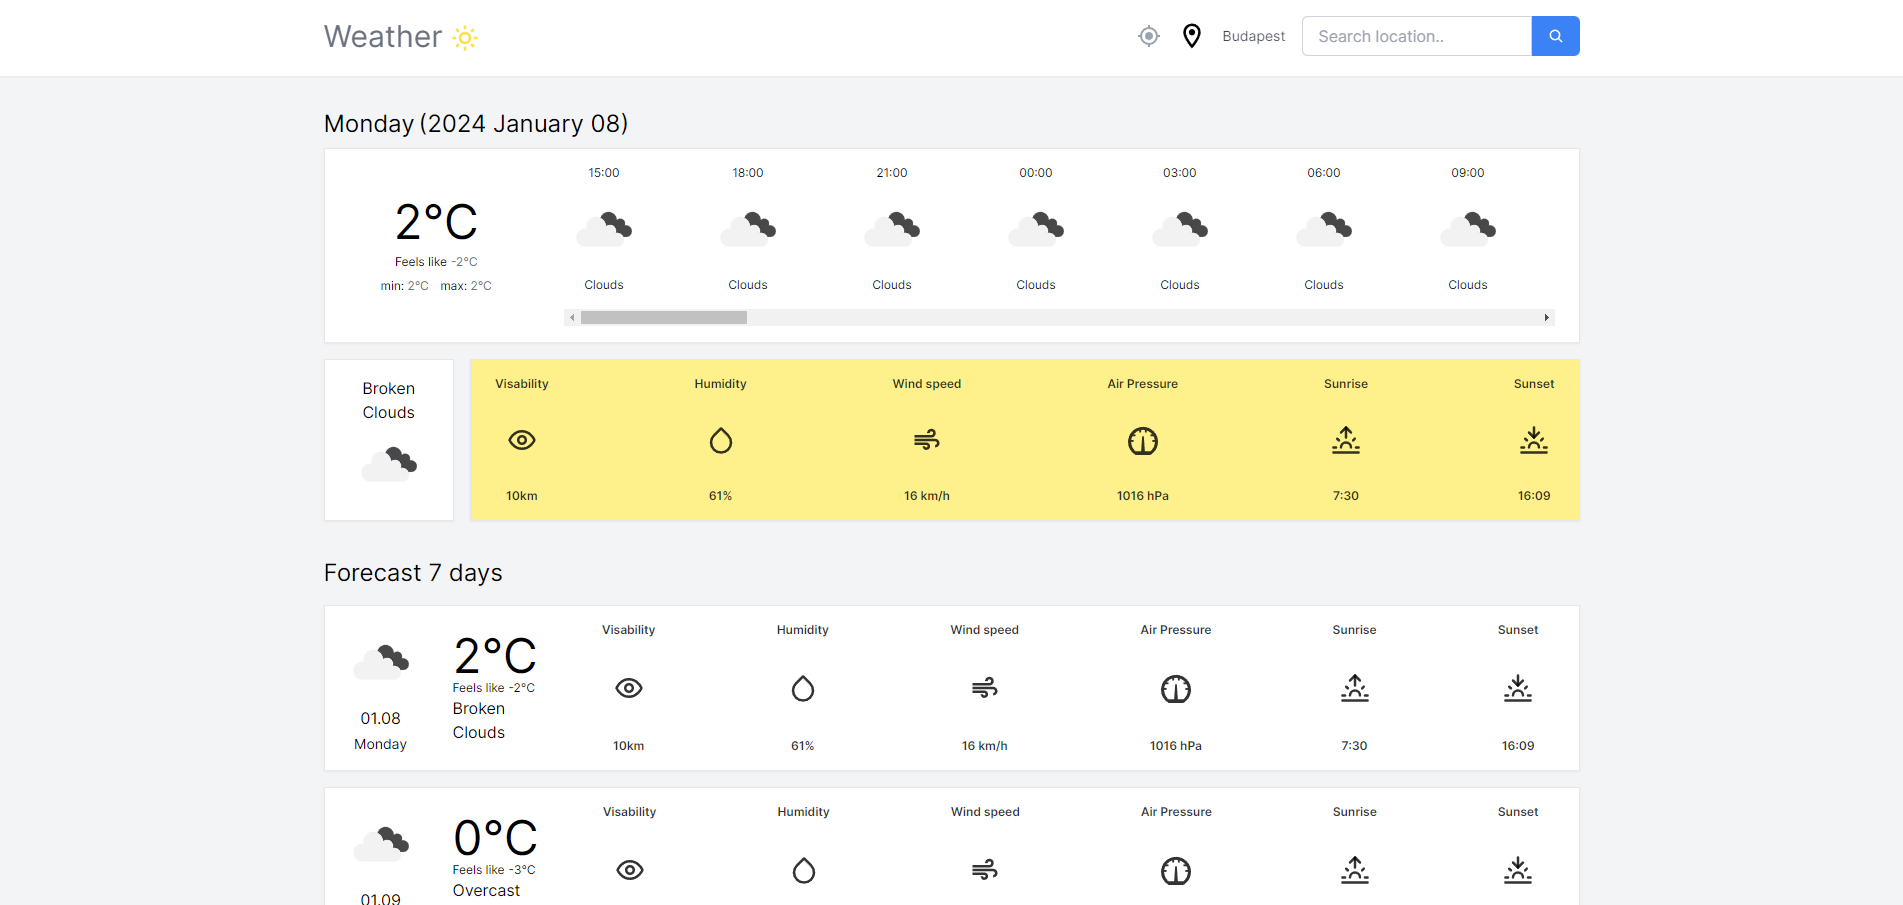 Weather
Budapest
Search location..
Monday (2024 January 08)
15:00 18:00 21:00 00:00 03:00 06:00 09:00
2°C
Feels like -2°C
min: 2°C max: 2°C
Clouds Clouds Clouds Clouds Clouds Clouds Clouds
Broken
Clouds
Visability Humidity Wind speed Air Pressure Sunrise Sunset
10km 61% 16 km/h 1016 hPa 7:30 16:09
Forecast 7 days
01.08
Monday
2°C
Feels like -2°C
Broken
Clouds
Visability Humidity Wind speed Air Pressure Sunrise Sunset
10km 61% 16 km/h 1016 hPa 7:30 16:09
01.09
0°C
Feels like -3°C
Overcast
Visability Humidity Wind speed Air Pressure Sunrise Sunset